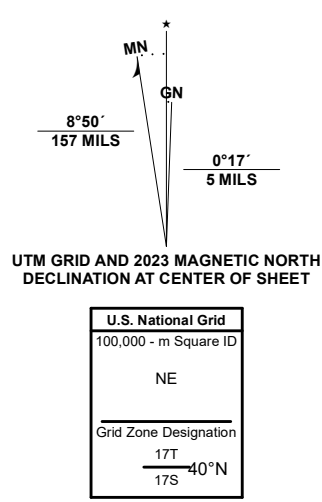 ★
MN
GN
8°50´
157 MILS
0°17´
5 MILS
UTM GRID AND 2023 MAGNETIC NORTH
DECLINATION AT CENTER OF SHEET
U.S. National Grid
100,000 - m Square ID
NE
Grid Zone Designation
17T
40°N
17S